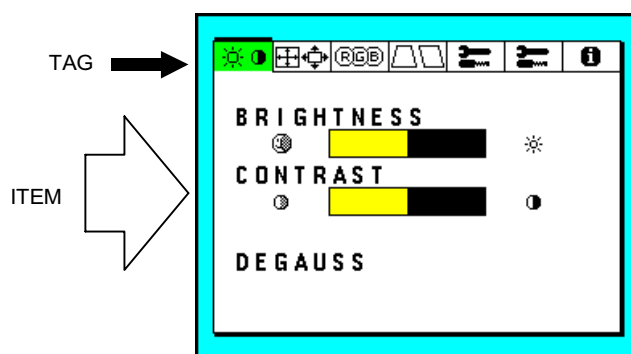 TAG
RGB
BRIGHTNESS
CONTRAST
ITEM
DEGAUSS